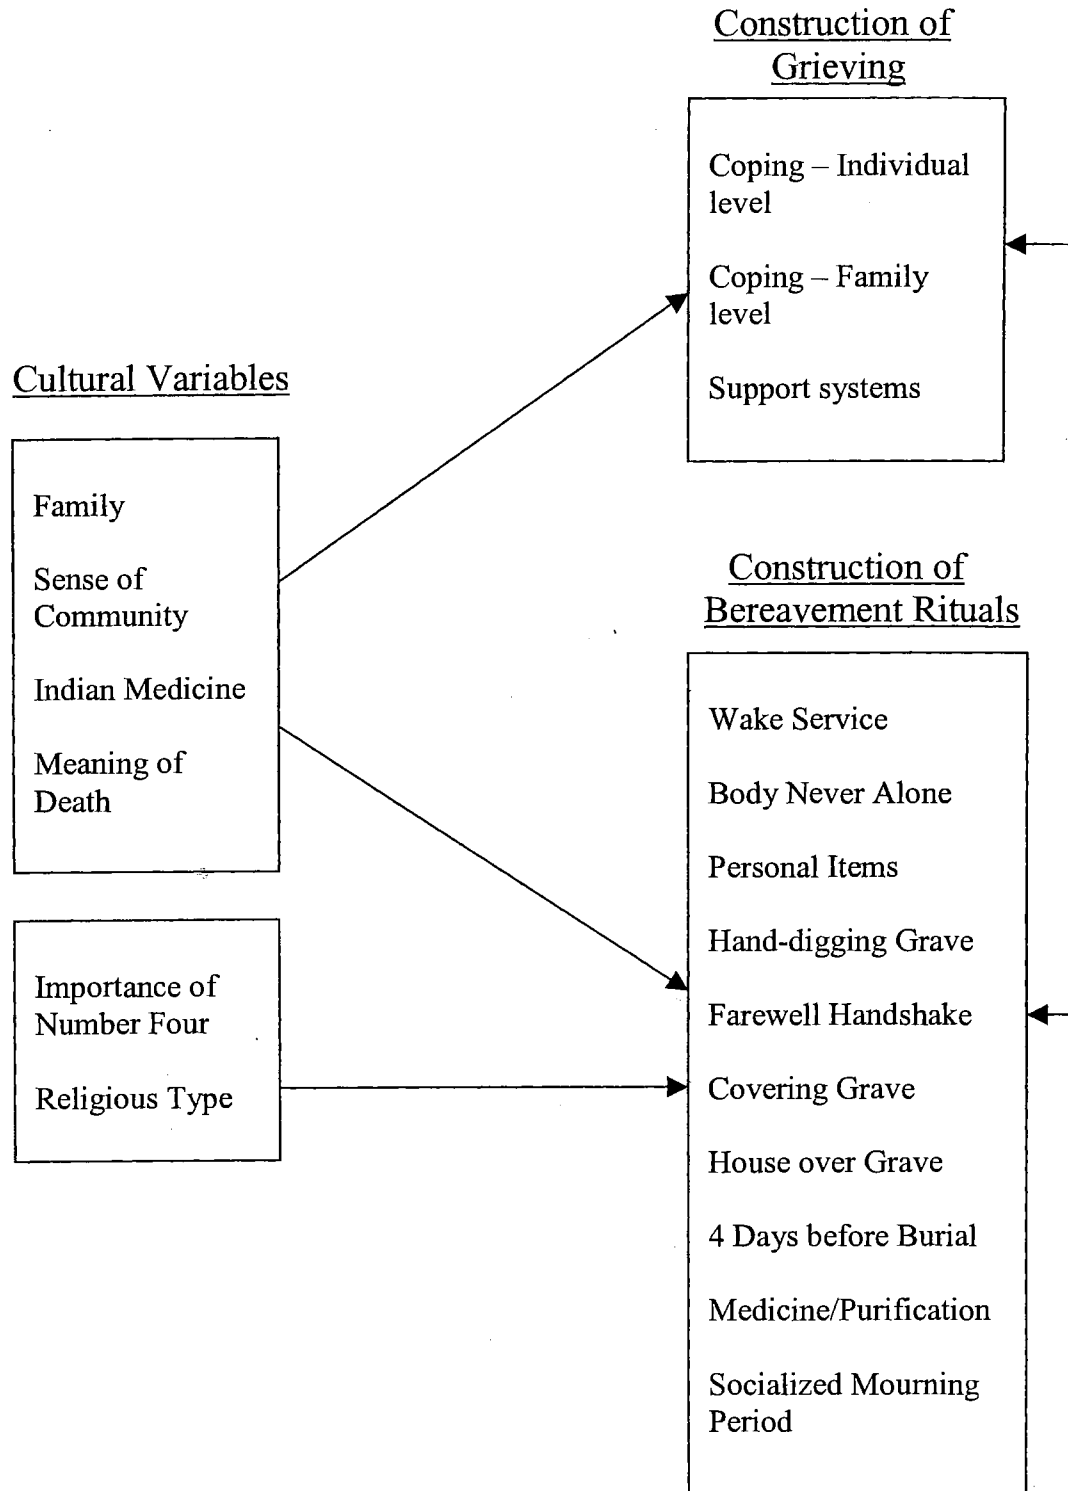 Construction of
Grieving
Coping – Individual
level
Coping – Family
level
Support systems
Cultural Variables
Family
Sense of
Community
Indian Medicine
Meaning of
Death
Importance of
Number Four
Religious Type
Construction of
Bereavement Rituals
Wake Service
Body Never Alone
Personal Items
Hand-digging Grave
Farewell Handshake
Covering Grave
House over Grave
4 Days before Burial
Medicine/Purification
Socialized Mourning
Period